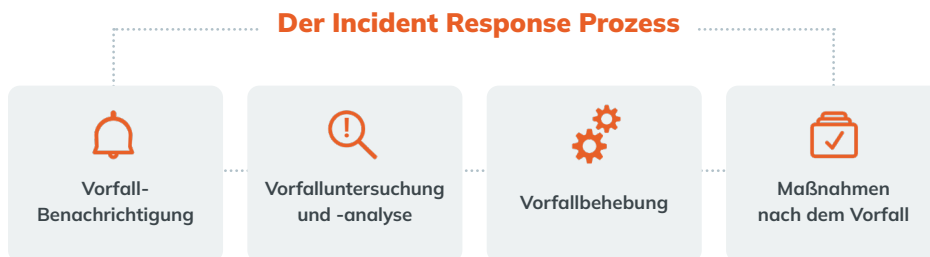 Der Incident Response Prozess
Vorfall-
Benachrichtigung
Vorfalluntersuchung
und -analyse
Vorfallbehebung
Maßnahmen
nach dem Vorfall